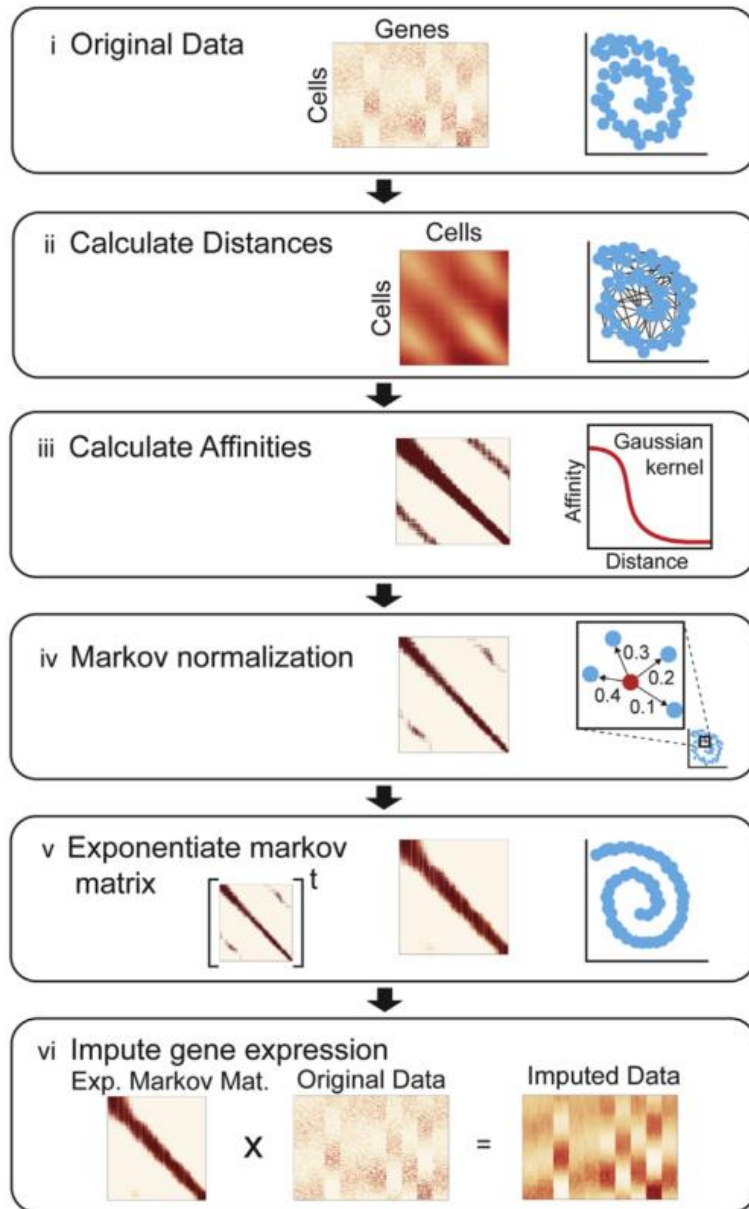 i Original Data
Genes
Cells
ii Calculate Distances
Cells
Cells
iii Calculate Affinities
Affinity
Gaussian
kernel
Distance
iv Markov normalization
0.3
0.2
0.4
0.1
v Exponentiate markov
matrix
t
vi Impute gene expression
Exp. Markov Mat.
Original Data
Imputed Data
x
=